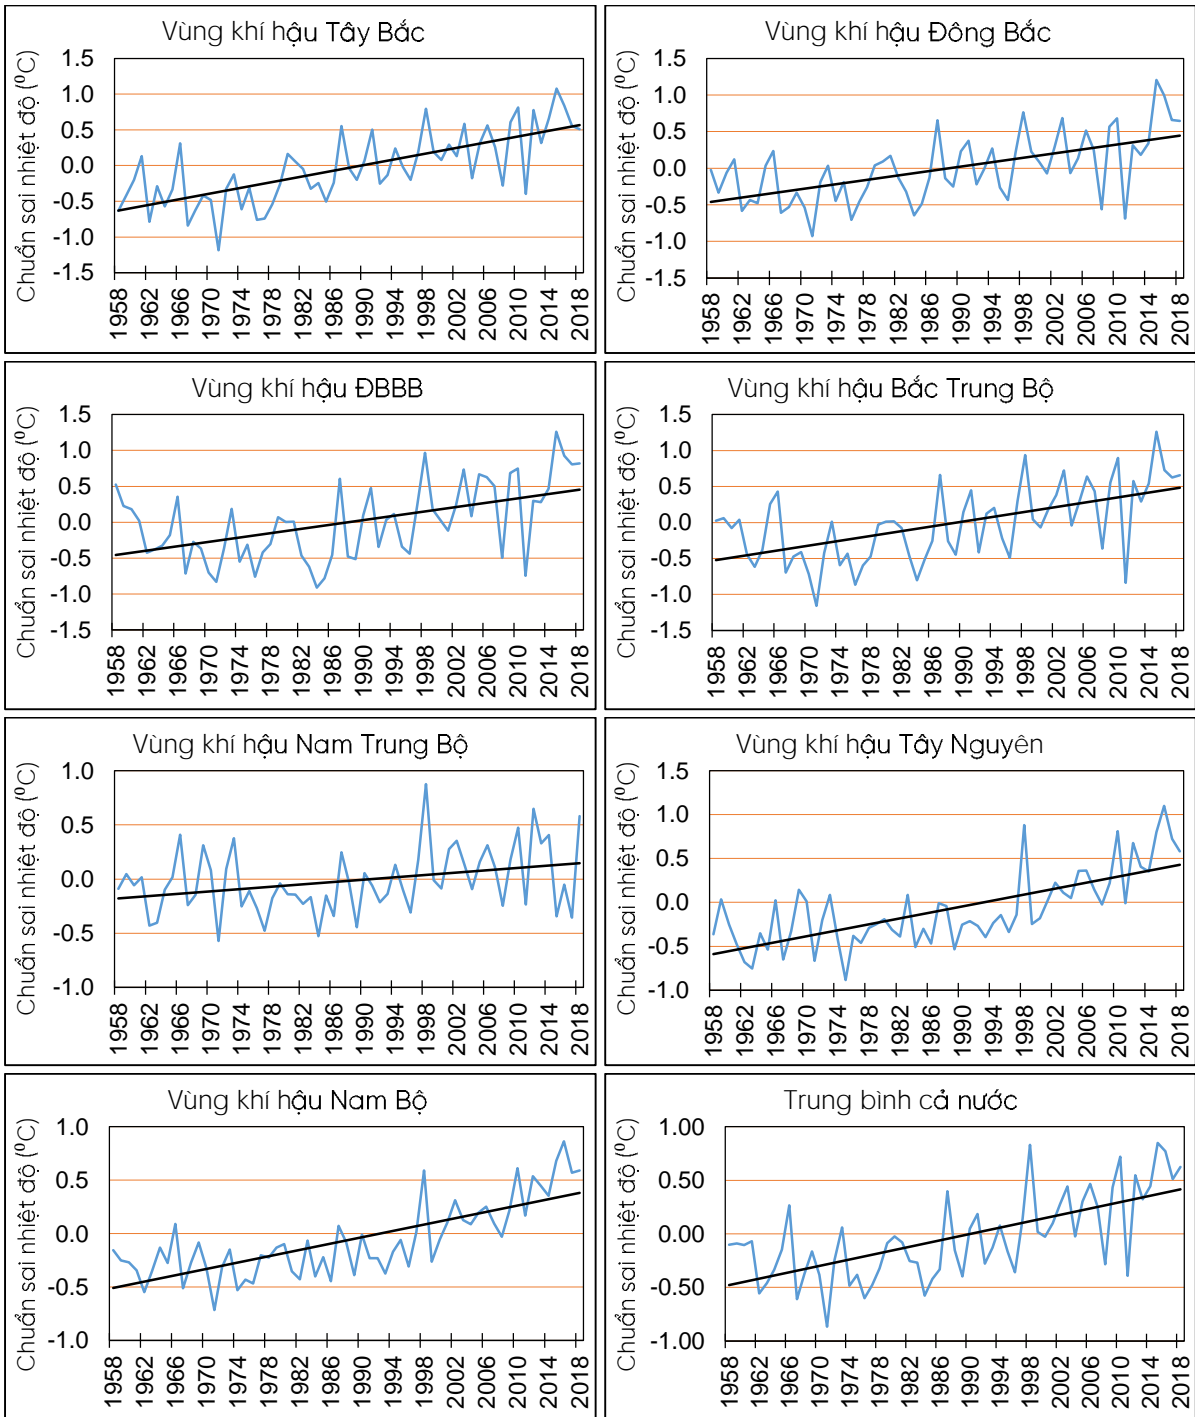 Vùng khí hậu Tây Bắc
Chuẩn sai nhiệt độ (⁰C)
1.5
1.0
0.5
0.0
-0.5
-1.0
-1.5
1958 1962 1966 1970 1974 1978 1982 1986 1990 1994 1998 2002 2006 2010 2014 2018
Vùng khí hậu Đông Bắc
Chuẩn sai nhiệt độ (⁰C)
1.5
1.0
0.5
0.0
-0.5
-1.0
-1.5
1958 1962 1966 1970 1974 1978 1982 1986 1990 1994 1998 2002 2006 2010 2014 2018
Vùng khí hậu ĐBBB
Chuẩn sai nhiệt độ (⁰C)
1.5
1.0
0.5
0.0
-0.5
-1.0
-1.5
1958 1962 1966 1970 1974 1978 1982 1986 1990 1994 1998 2002 2006 2010 2014 2018
Vùng khí hậu Bắc Trung Bộ
Chuẩn sai nhiệt độ (⁰C)
1.5
1.0
0.5
0.0
-0.5
-1.0
-1.5
1958 1962 1966 1970 1974 1978 1982 1986 1990 1994 1998 2002 2006 2010 2014 2018
Vùng khí hậu Nam Trung Bộ
Chuẩn sai nhiệt độ (⁰C)
1.0
0.5
0.0
-0.5
-1.0
1958 1962 1966 1970 1974 1978 1982 1986 1990 1994 1998 2002 2006 2010 2014 2018
Vùng khí hậu Tây Nguyên
Chuẩn sai nhiệt độ (⁰C)
1.5
1.0
0.5
0.0
-0.5
-1.0
1958 1962 1966 1970 1974 1978 1982 1986 1990 1994 1998 2002 2006 2010 2014 2018
Vùng khí hậu Nam Bộ
Chuẩn sai nhiệt độ (⁰C)
1.0
0.5
0.0
-0.5
-1.0
1958 1962 1966 1970 1974 1978 1982 1986 1990 1994 1998 2002 2006 2010 2014 2018
Trung bình cả nước
Chuẩn sai nhiệt độ (⁰C)
1.00
0.50
0.00
-0.50
-1.00
1958 1962 1966 1970 1974 1978 1982 1986 1990 1994 1998 2002 2006 2010 2014 2018